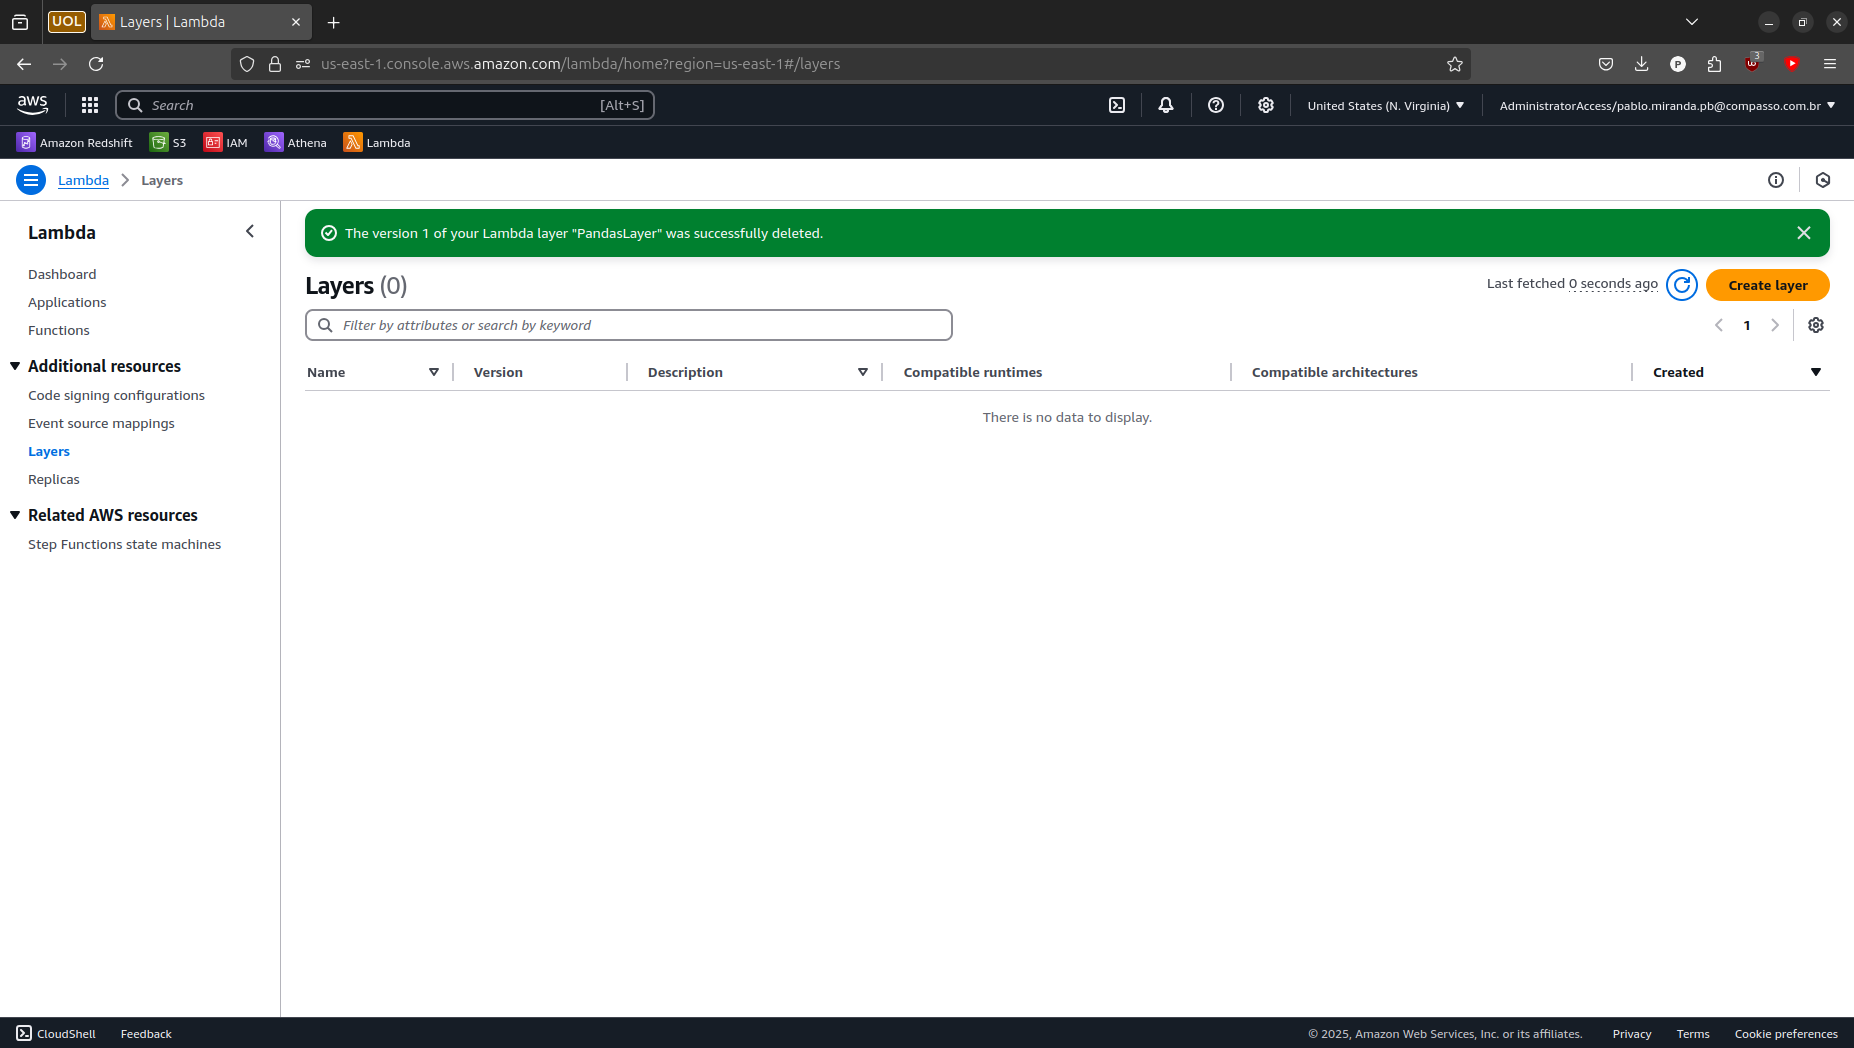 UOL
Layers | Lambda
us-east-1.console.aws.amazon.com/lambda/home?region=us-east-1#/layers
3
P
aws
Search
[Alt+S]
United States (N. Virginia)
AdministratorAccess/pablo.miranda.pb@compasso.com.br
Amazon Redshift
S3
IAM
Athena
Lambda
Lambda
Layers
Lambda
Dashboard
Applications
Functions
Additional resources
Code signing configurations
Event source mappings
Layers
Replicas
Related AWS resources
Step Functions state machines
The version 1 of your Lambda layer "PandasLayer" was successfully deleted.
Layers (0)
Last fetched 0 seconds ago
Create layer
Filter by attributes or search by keyword
1
Name
Version
Description
Compatible runtimes
Compatible architectures
Created
There is no data to display.
CloudShell
Feedback
© 2025, Amazon Web Services, Inc. or its affiliates.
Privacy
Terms
Cookie preferences